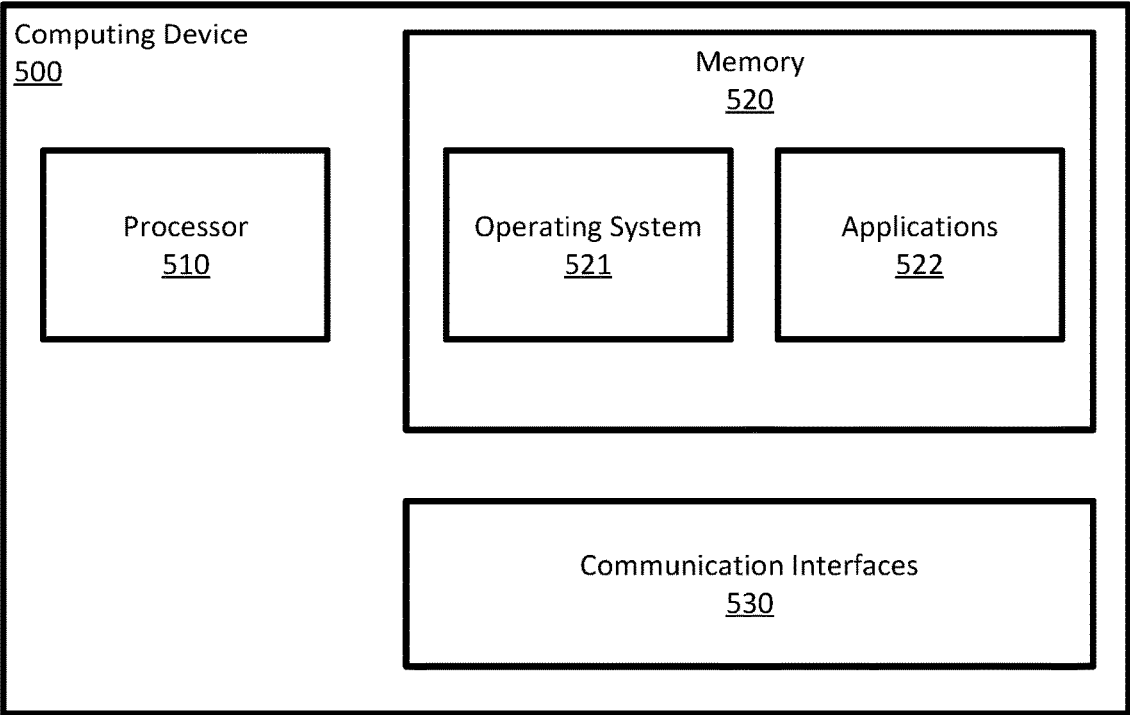 Computing Device
500
Memory
520
Processor
510
Operating System
521
Applications
522
Communication Interfaces
530